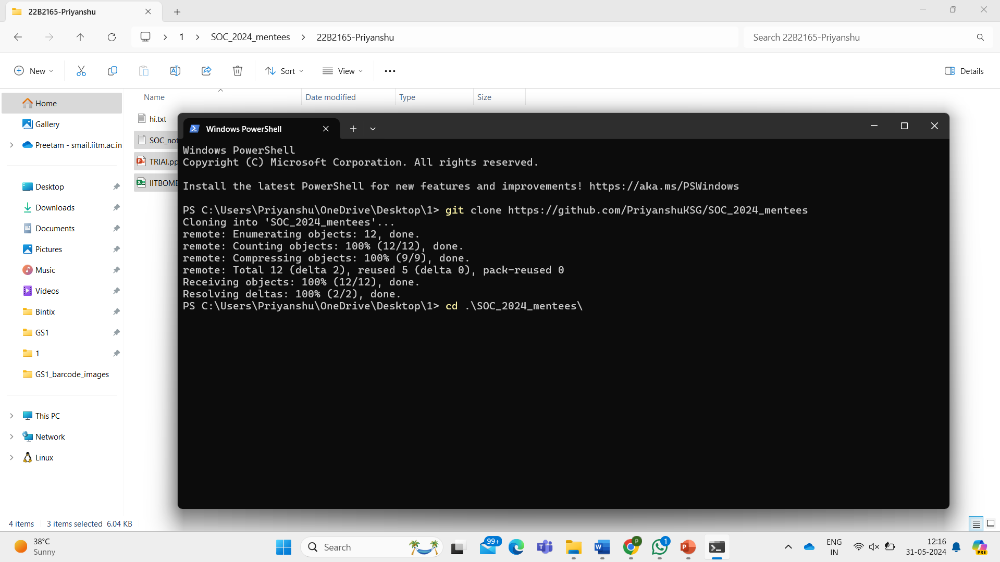 22B2165-Priyanshu
1
SOC_2024_mentees
22B2165-Priyanshu
Search 22B2165-Priyanshu
New
Sort
View
Details
Name
Date modified
Type
Size
Home
Gallery
Preetam - smail.iitm.ac.in
Desktop
Downloads
Documents
Pictures
Music
Videos
Bintix
GS1
1
GS1_barcode_images
This PC
Network
Linux
hi.txt
SOC_not
TRIAl.pp
IITBOME
Windows PowerShell
Windows PowerShell
Copyright (C) Microsoft Corporation. All rights reserved.
Install the latest PowerShell for new features and improvements! https://aka.ms/PSWindows
PS C:\Users\Priyanshu\OneDrive\Desktop\1> git clone https://github.com/PriyanshuKSG/SOC_2024_mentees
Cloning into 'SOC_2024_mentees'...
remote: Enumerating objects: 12, done.
remote: Counting objects: 100% (12/12), done.
remote: Compressing objects: 100% (9/9), done.
remote: Total 12 (delta 2), reused 5 (delta 0), pack-reused 0
Receiving objects: 100% (12/12), done.
Resolving deltas: 100% (2/2), done.
PS C:\Users\Priyanshu\OneDrive\Desktop\1> cd .\SOC_2024_mentees\
4 items
3 items selected 6.04 KB
38°C
Sunny
Search
99+
P
1
ENG
IN
12:16
31-05-2024
PRE